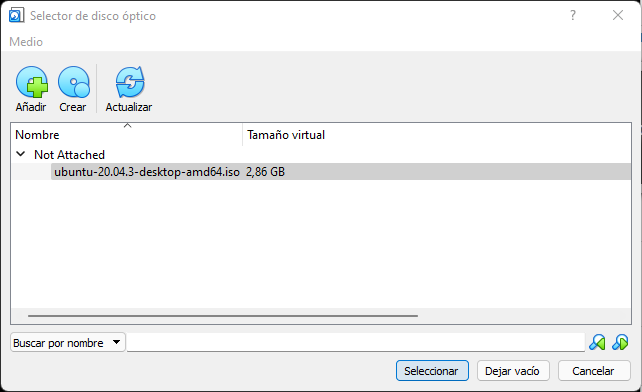 Selector de disco óptico
Medio
Añadir Crear Actualizar
Nombre Tamaño virtual
Not Attached
ubuntu-20.04.3-desktop-amd64.iso 2,86 GB
Buscar por nombre
Seleccionar Dejar vacío Cancelar